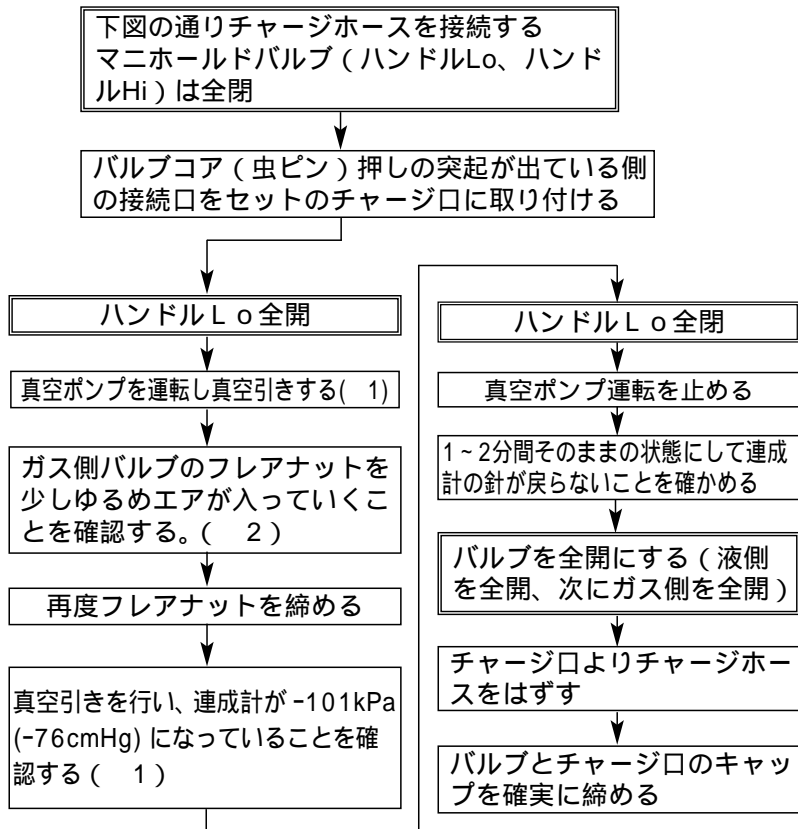 下図の通りチャージホースを接続する
マニホールドバルブ（ハンドルLo、ハンド
ルHi）は全閉
バルブコア（虫ピン）押しの突起が出ている側
の接続口をセットのチャージ口に取り付ける
ハンドルＬｏ全開
真空ポンプを運転し真空引きする(　1)
ガス側バルブのフレアナットを
少しゆるめエアが入っていくこ
とを確認する。（　2）
再度フレアナットを締める
真空引きを行い、連成計が-101kPa
(-76cmHg) になっていることを確
認する（　1）
ハンドルＬｏ全閉
真空ポンプ運転を止める
1~2分間そのままの状態にして連成
計の針が戻らないことを確かめる
バルブを全開にする（液側
を全開、次にガス側を全開）
チャージ口よりチャージホー
スをはずす
バルブとチャージ口のキャッ
プを確実に締める